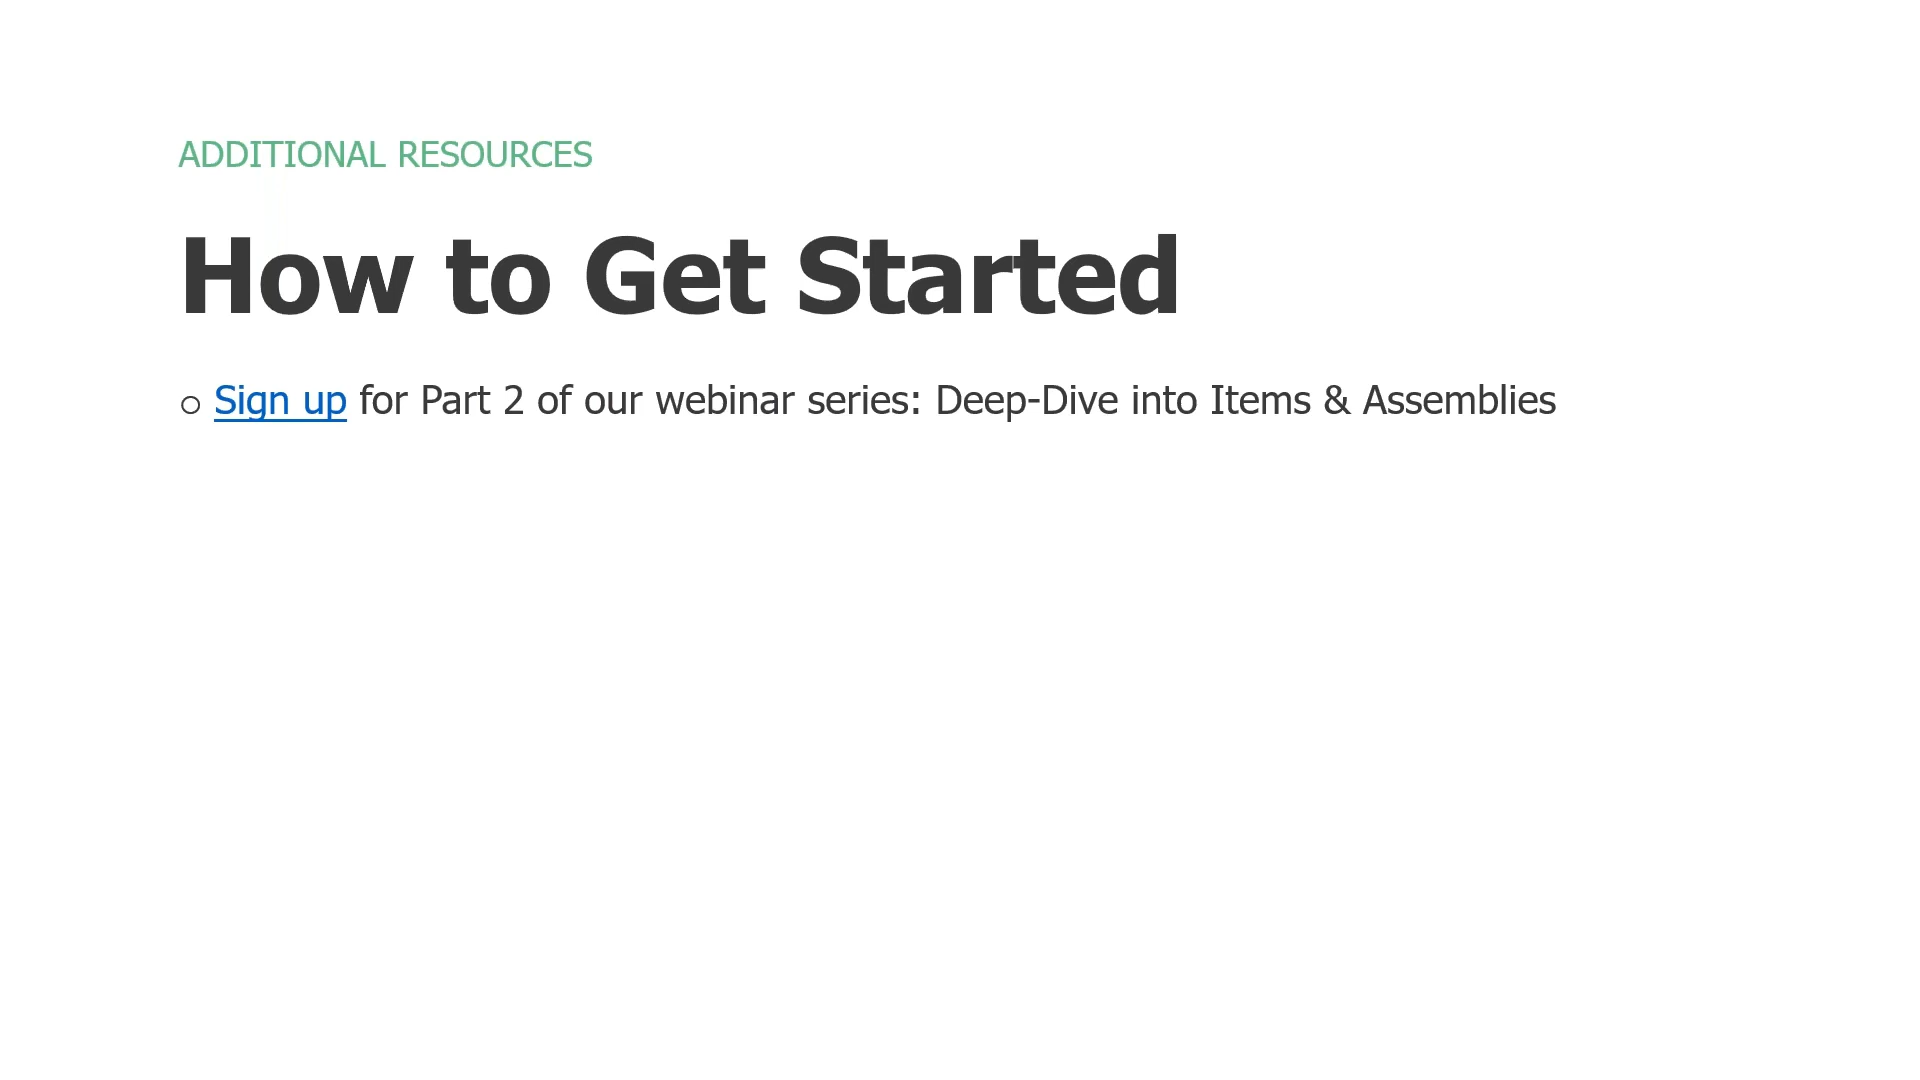 ADDITIONAL RESOURCES
How to Get Started
○ Sign up for Part 2 of our webinar series: Deep-Dive into Items & Assemblies